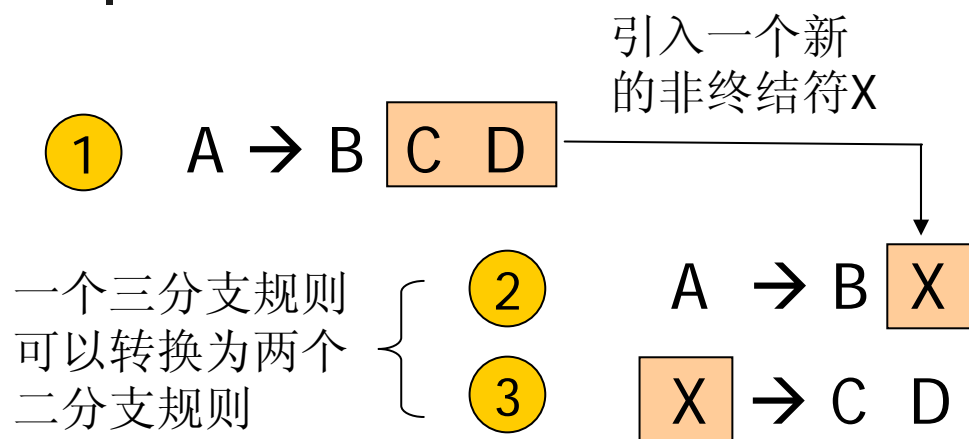 引入一个新
的非终结符X
1 A → B C D
一个三分支规则
可以转换为两个
二分支规则
2 A → B X
3 X → C D